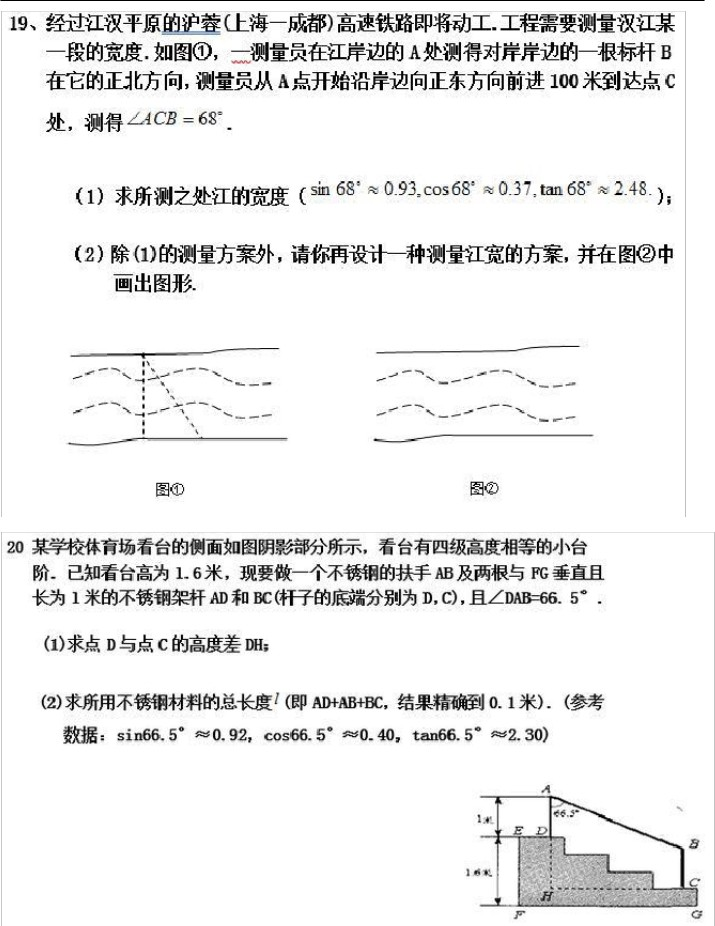 19、经过江汉平原的沪蓉(上海—成都)高速铁路即将动工.工程需要测量汉江某
一段的宽度.如图①，一测量员在江岸边的A处测得对岸岸边的一根标杆B
在它的正北方向,测量员从A点开始沿岸边向正东方向前进100米到达点C
处，测得∠ACB = 68°.
(1) 求所测之处江的宽度 (sin 68° ≈ 0.93,cos68° ≈ 0.37,tan 68° ≈ 2.48.);
(2) 除(1)的测量方案外,请你再设计一种测量江宽的方案,并在图②中
画出图形.
图① 图②
20 某学校体育场看台的侧面如图阴影部分所示，看台有四级高度相等的小台
阶. 已知看台高为1.6米，现要做一个不锈钢的扶手AB及两根与FG垂直且
长为1米的不锈钢架杆AD和BC(杆子的底端分别为D,C),且∠DAB=66.5°.
(1)求点D与点C的高度差DH;
(2)求所用不锈钢材料的总长度l(即AD+AB+BC, 结果精确到0.1米). (参考
数据: sin66.5°≈0.92, cos66.5°≈0.40, tan66.5°≈2.30)
A
66.5°
1米
E D
B
1.6米
C
H
F G